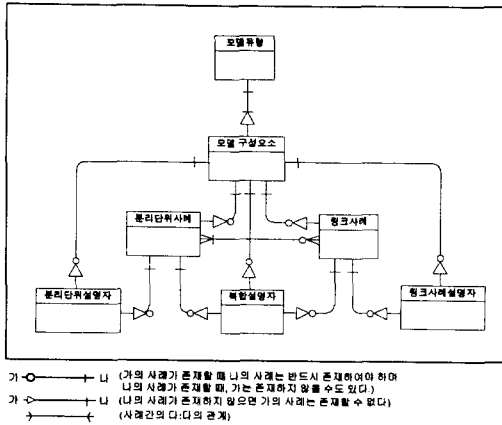 모델유형
모델 구성요소
분리단위사례
링크사례
분리단위설명자
복합설명자
링크사례설명자
가 나 (가의 사례가 존재할 때 나의 사례는 반드시 존재하여야 하며
나의 사례가 존재할 때, 가는 존재하지 않을 수도 있다.)
가 나 (나의 사례가 존재하지 않으면 가의 사례는 존재할 수 없다)
(사례간의 다:다의 관계)